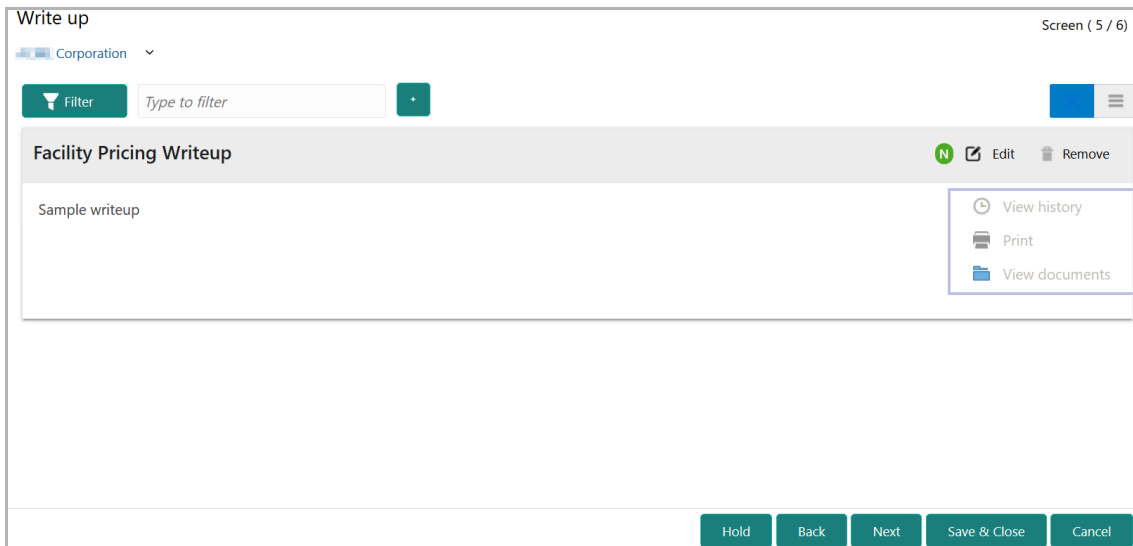 Write up
Screen ( 5 / 6)
Corporation
Filter
Type to filter
+
Facility Pricing Writeup
N Edit Remove
Sample writeup
View history
Print
View documents
Hold Back Next Save & Close Cancel